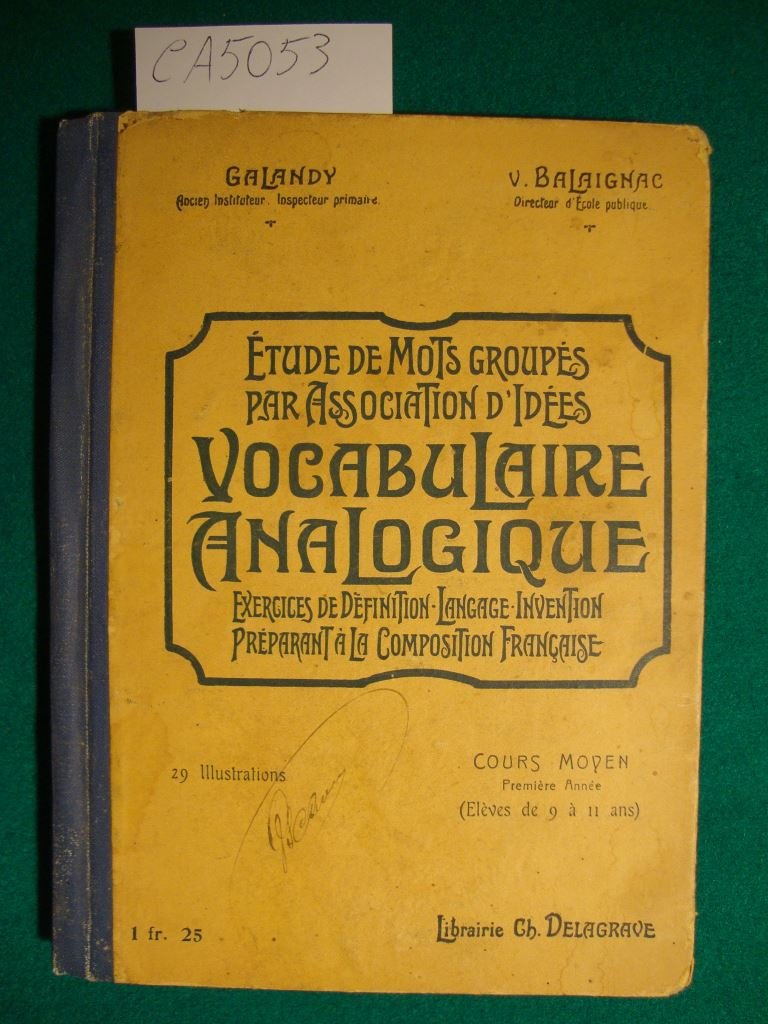 CA5053
GALANDY
Ancien Instituteur. Inspecteur primaire.
V. BALAIGNAC
Directeur d'École publique.
ÉTUDE DE MOTS GROUPÉS
PAR ASSOCIATION D'IDÉES
VOCABULAIRE
ANALOGIQUE
EXERCICES DE DÉFINITION-LANGAGE-INVENTION
PRÉPARANT À LA COMPOSITION FRANÇAISE
29 Illustrations
COURS MOYEN
Première Année
(Elèves de 9 à 11 ans)
1 fr. 25
Librairie Ch. DELAGRAVE